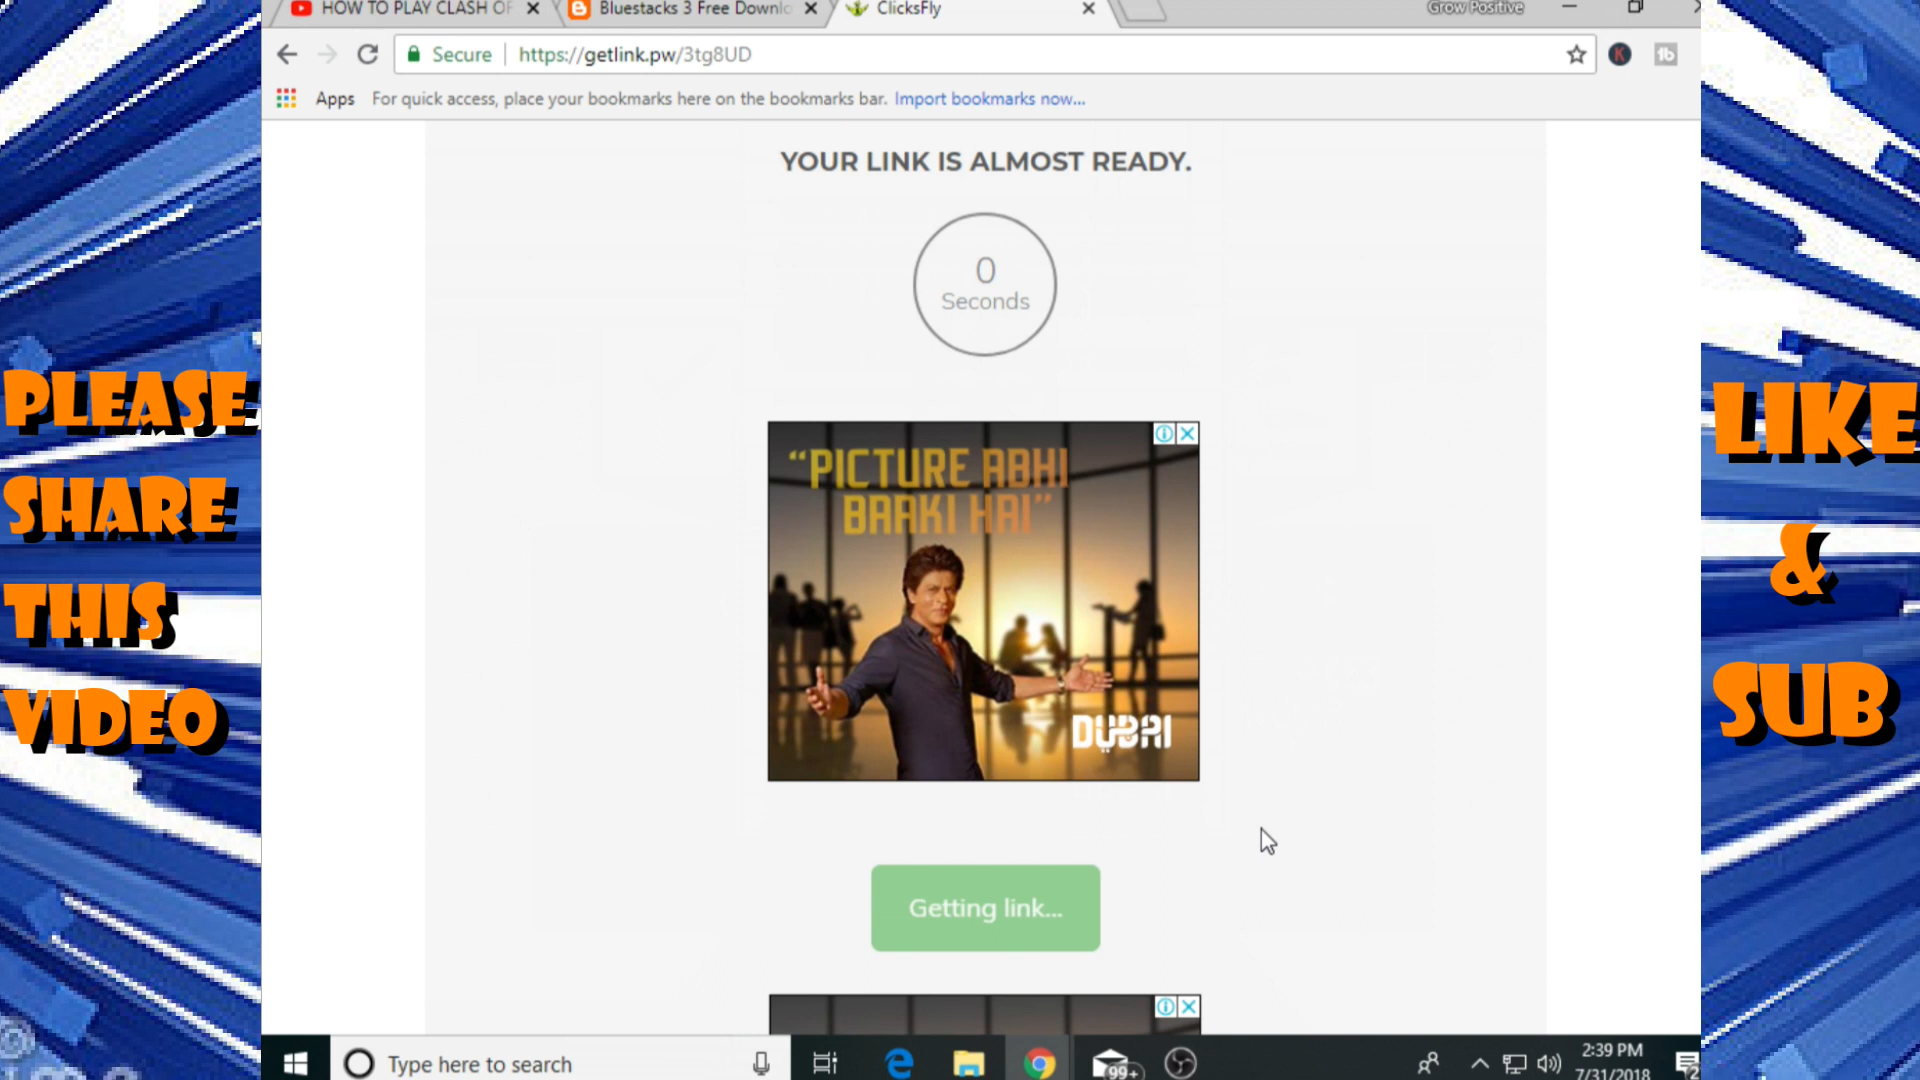 HOW TO PLAY CLASH OF
Bluestacks 3 Free Downlo
ClicksFly
Grow Positive
Secure
https://getlink.pw/3tg8UD
Apps
For quick access, place your bookmarks here on the bookmarks bar. Import bookmarks now...
YOUR LINK IS ALMOST READY.
0
Seconds
"PICTURE ABHI
BAAKI HAI"
DUBAI
Getting link...
PLEASE
SHARE
THIS
VIDEO
LIKE
&
SUB
Type here to search
99+
2:39 PM
7/31/2018
2